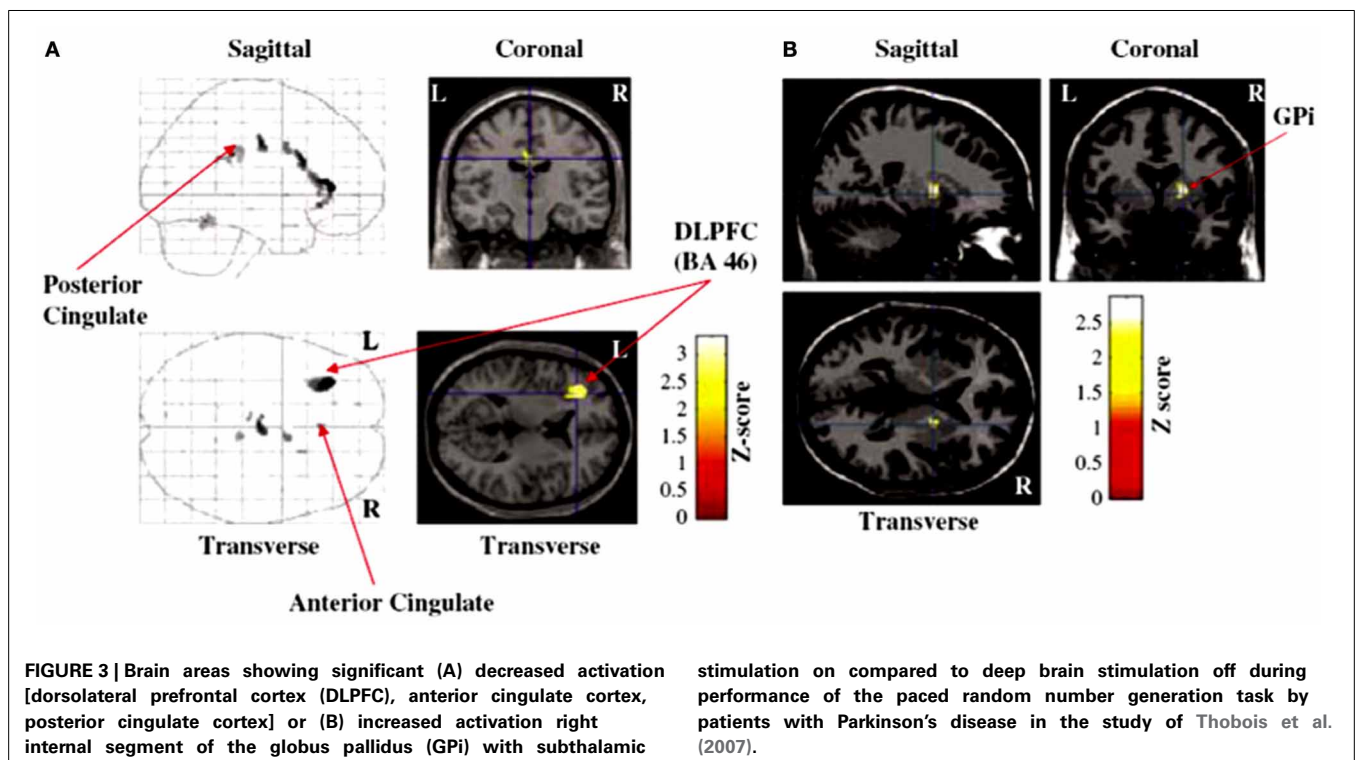 A
Sagittal
Coronal
L
R
Posterior
Cingulate
DLPFC
(BA 46)
L
R
Transverse
L
Transverse
3
2.5
2
1.5
1
0.5
0
Z-score
Anterior Cingulate
B
Sagittal
Coronal
L
R
GPi
R
Transverse
2.5
2
1.5
1
0.5
0
Z score
FIGURE 3 | Brain areas showing significant (A) decreased activation
[dorsolateral prefrontal cortex (DLPFC), anterior cingulate cortex,
posterior cingulate cortex] or (B) increased activation right
internal segment of the globus pallidus (GPi) with subthalamic
stimulation on compared to deep brain stimulation off during
performance of the paced random number generation task by
patients with Parkinson's disease in the study of Thobois et al.
(2007).